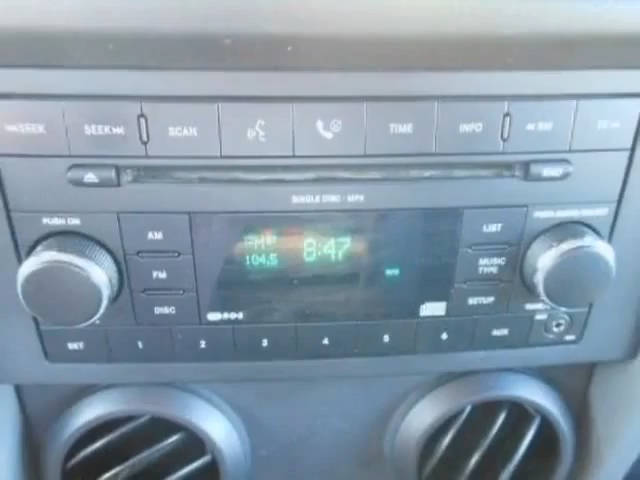 SEEK SEEK SCAN TIME INFO
SINGLE DISC · MP3
PUSH ON
AM
FM
DISC
FM
104.5
8:47
LIST
MUSIC
TYPE
SETUP
SET 1 2 3 4 5 6 AUX